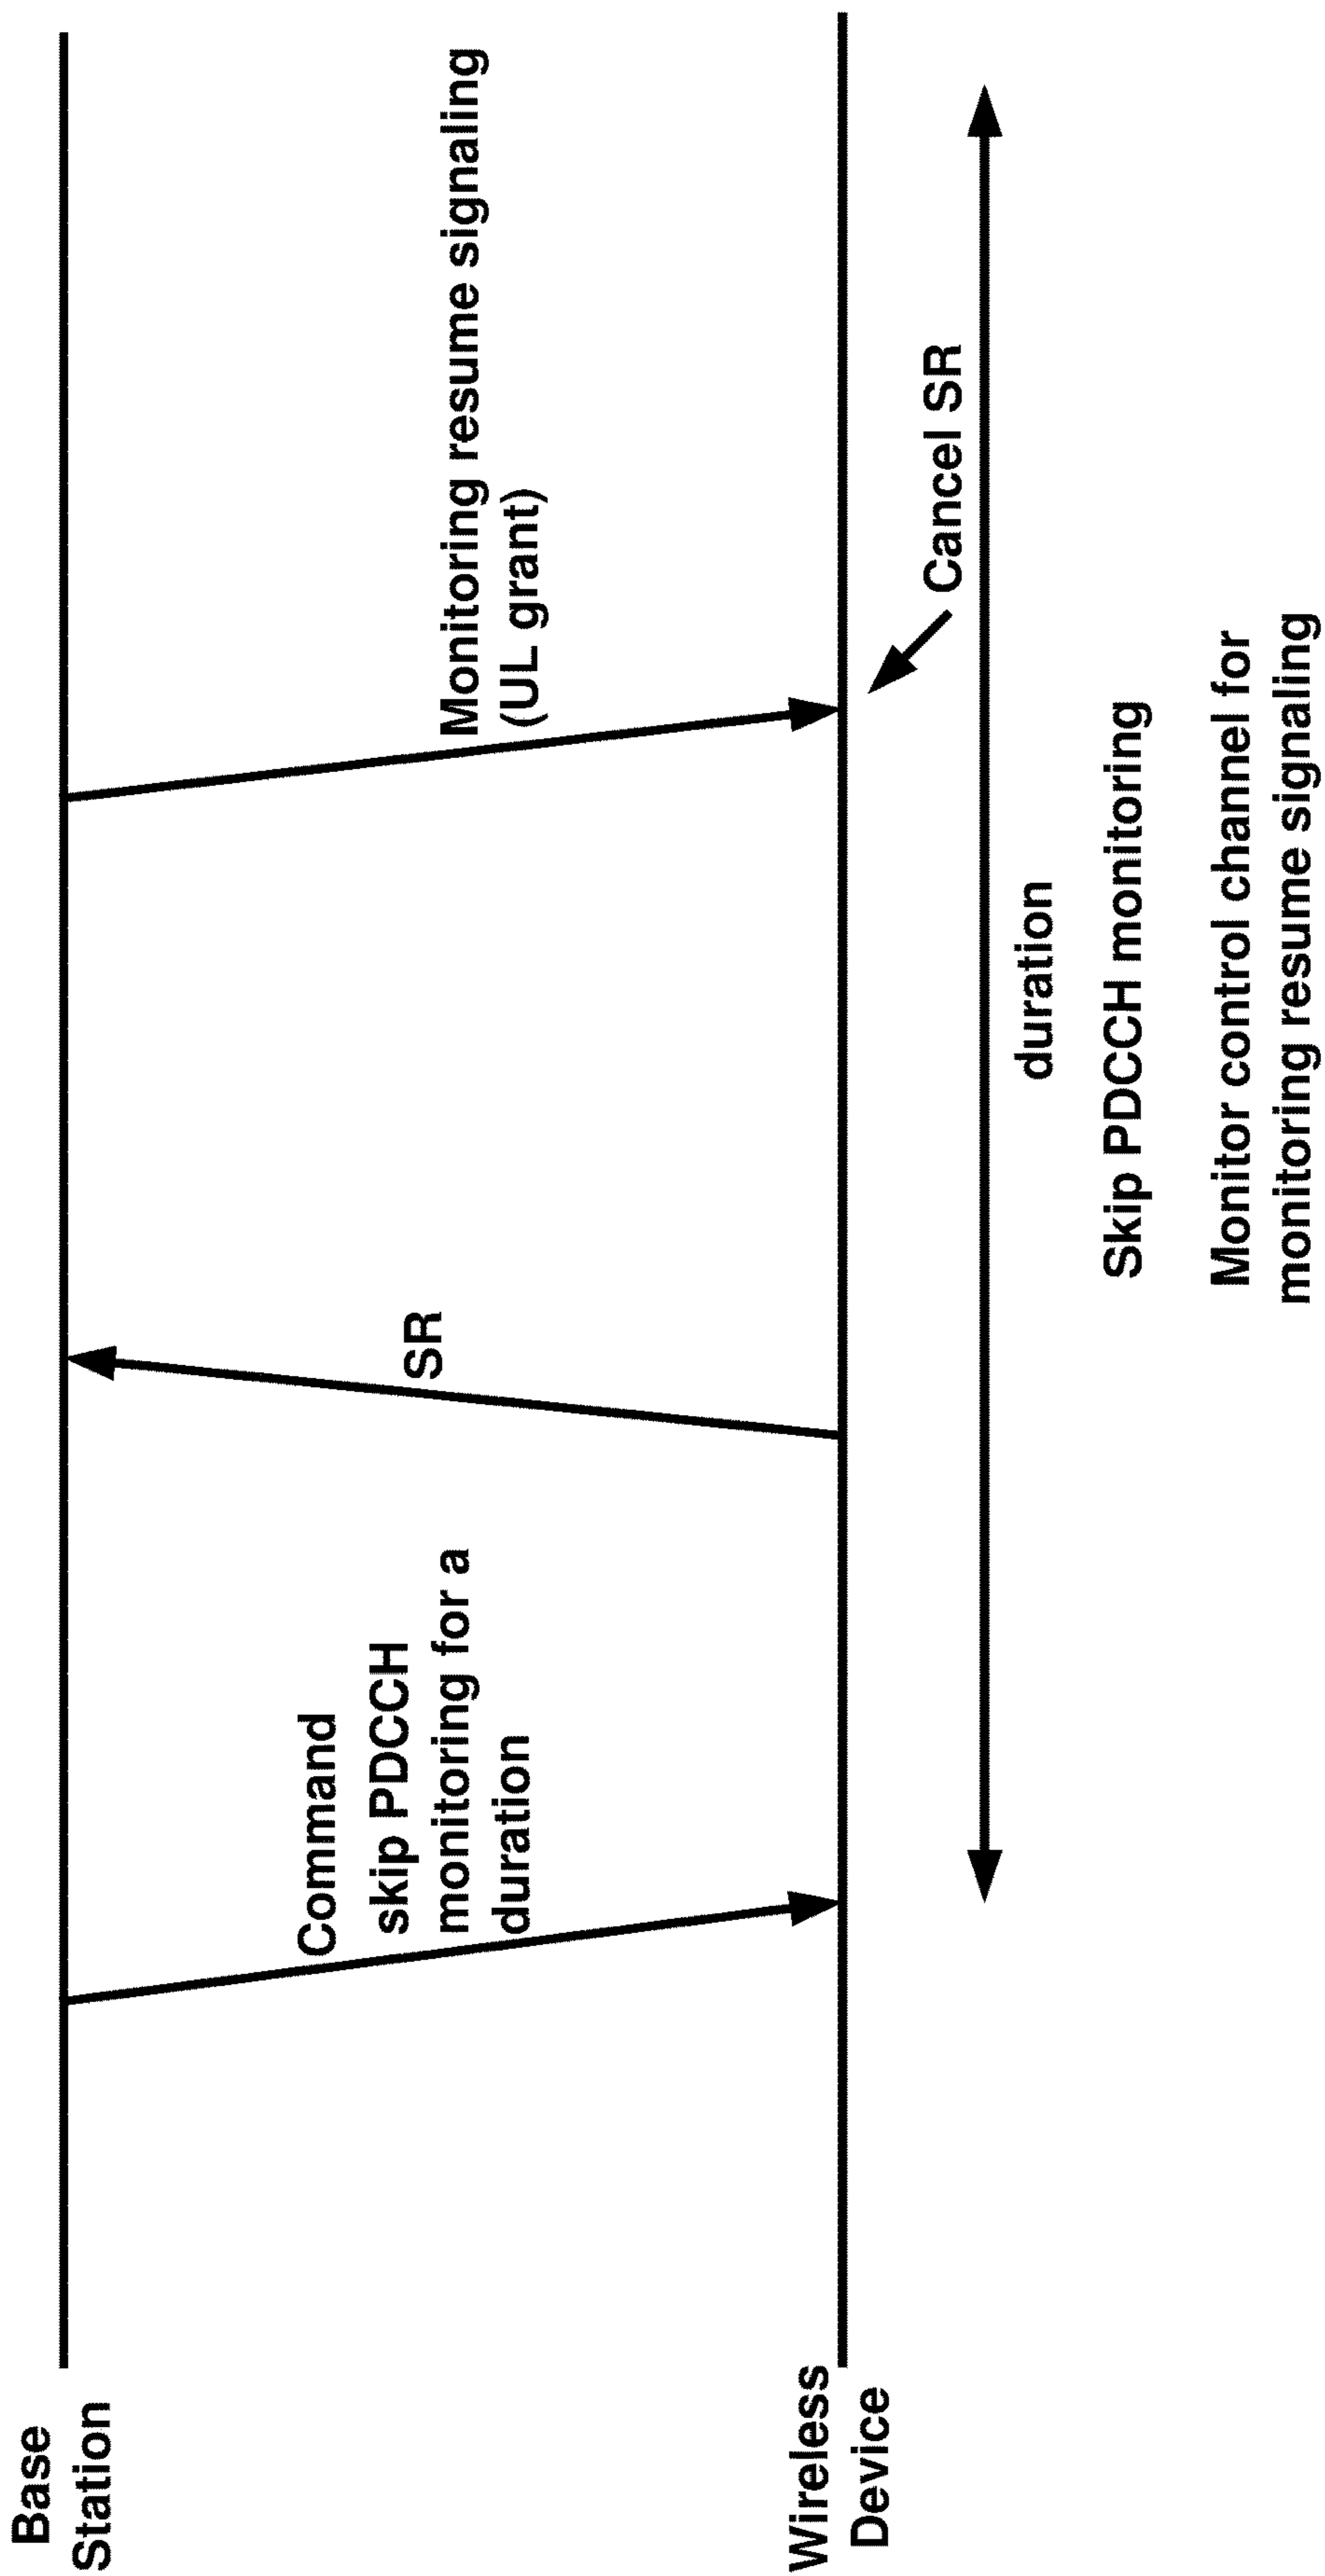 Base
Station
Command
skip PDCCH
monitoring for a
duration
SR
Monitoring resume signaling
(UL grant)
Wireless
Device
Cancel SR
duration
Skip PDCCH monitoring
Monitor control channel for
monitoring resume signaling